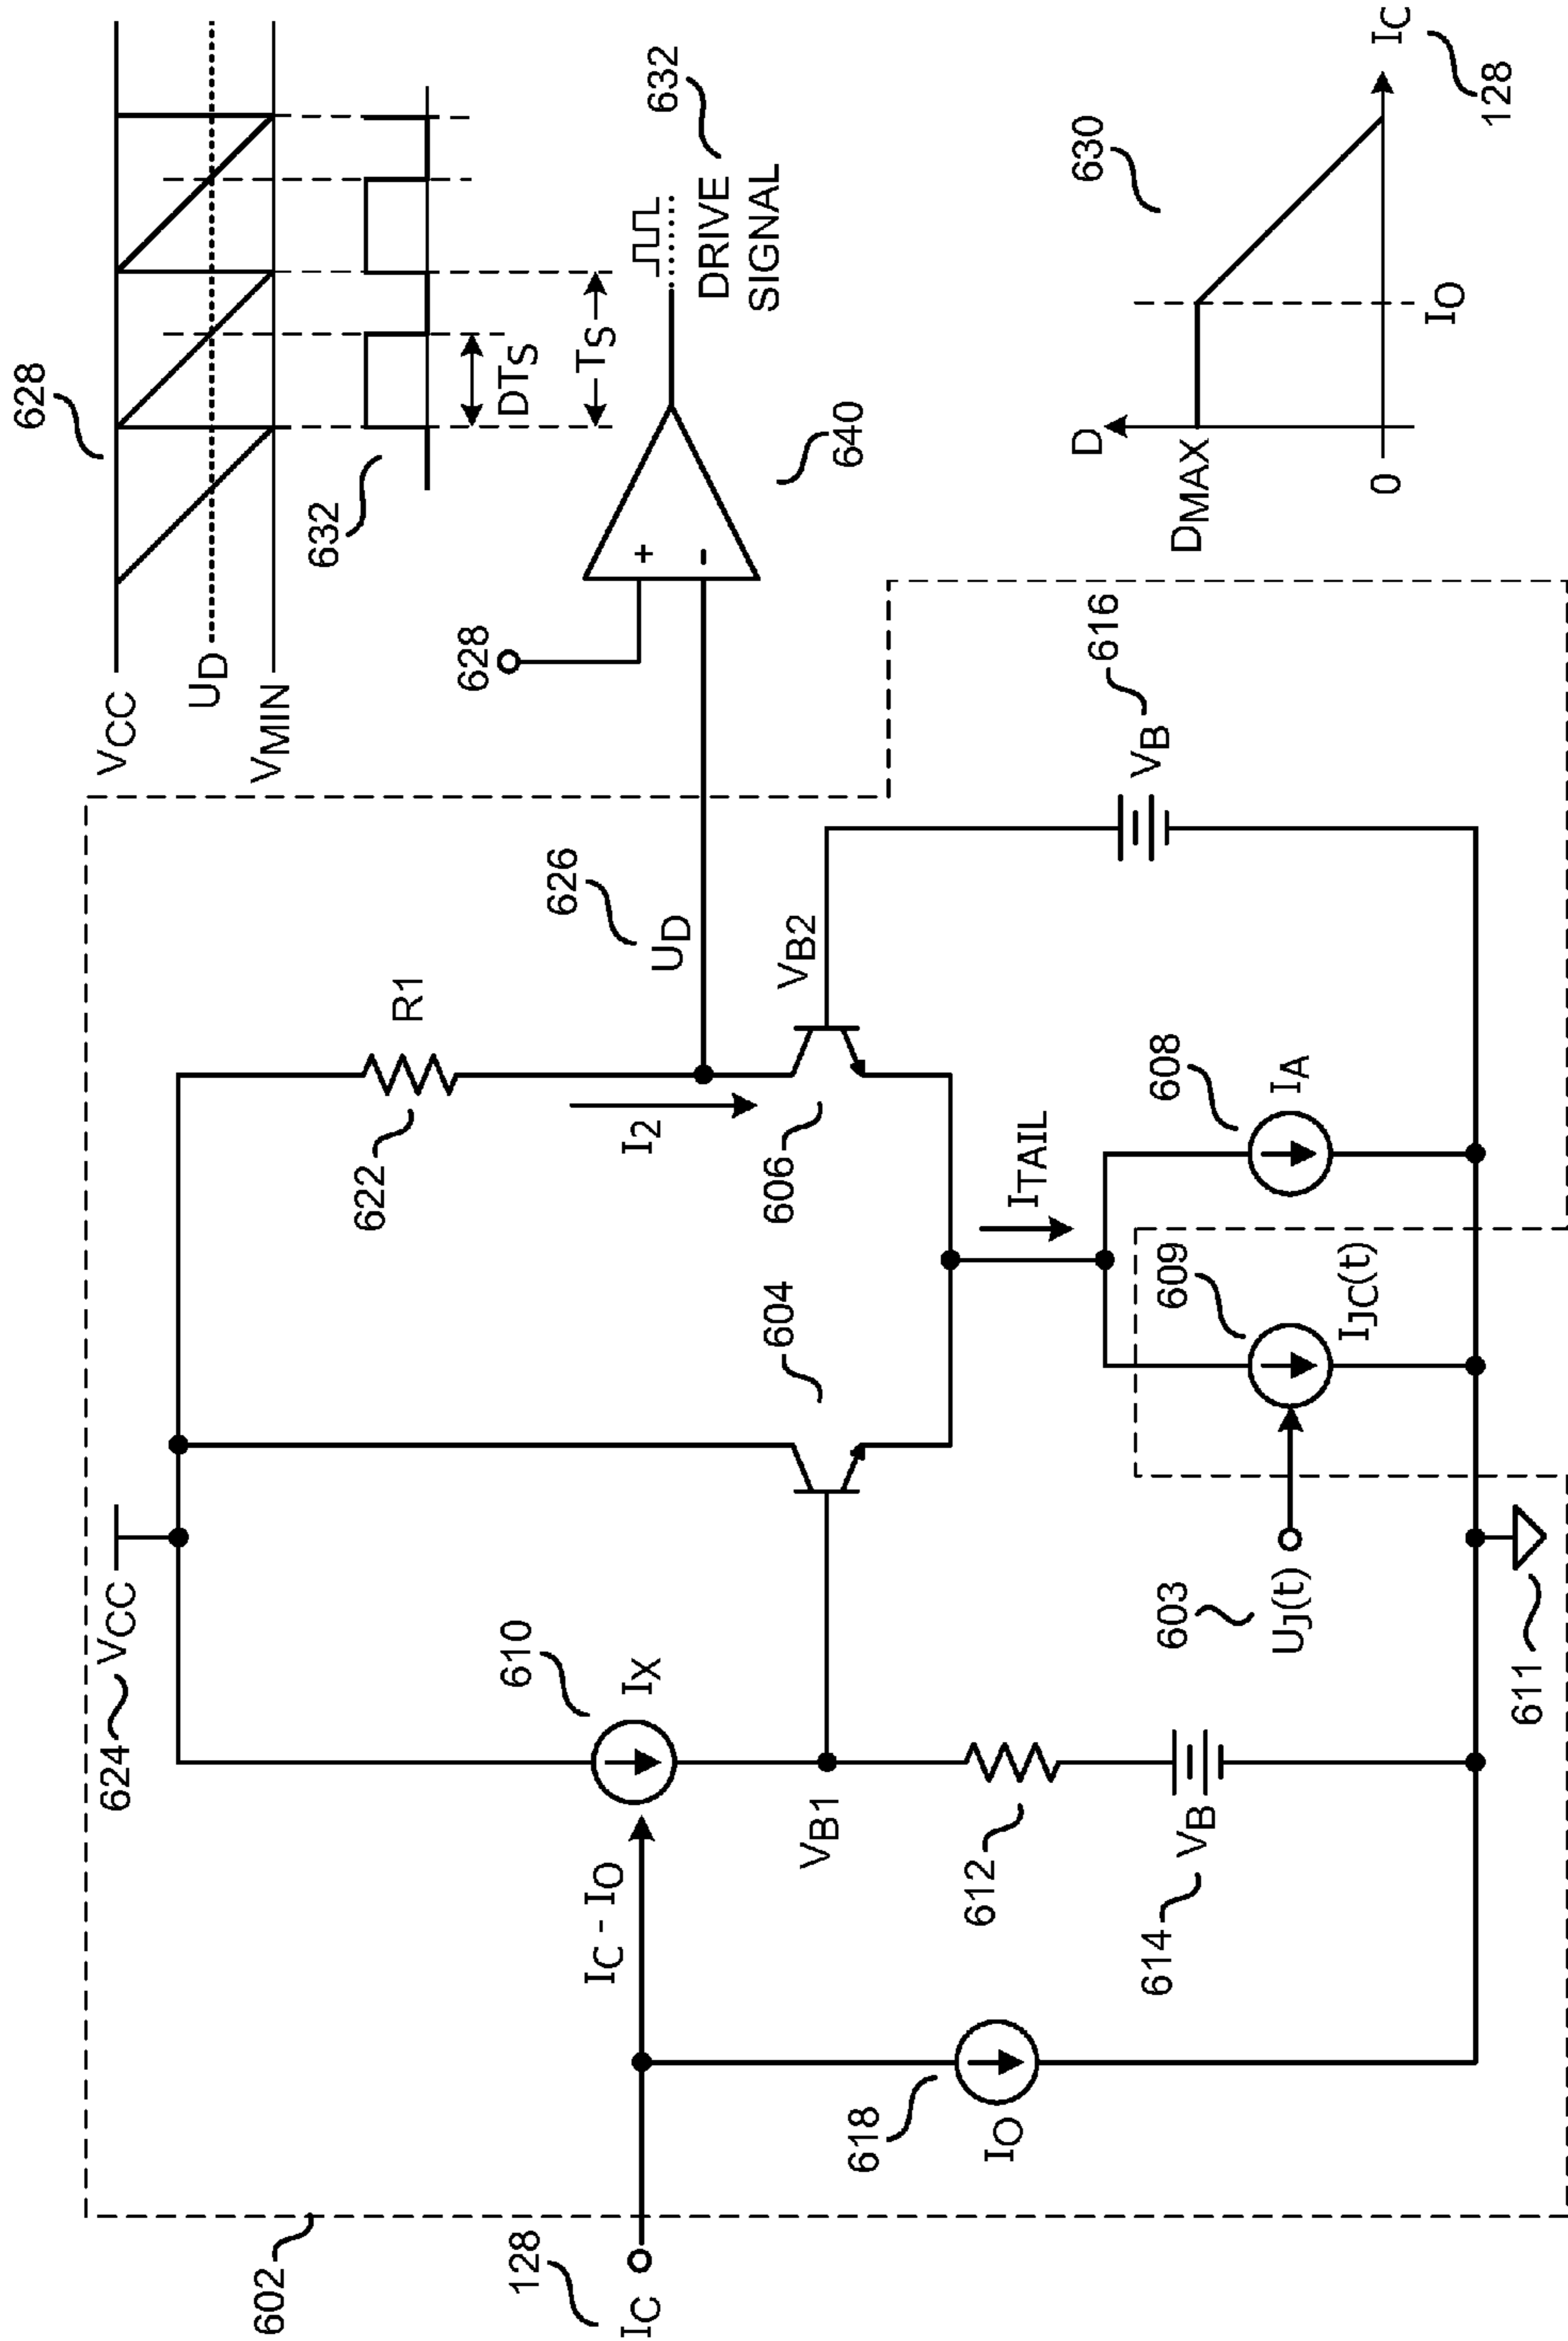 602
624 VCC
128
IC
IC - IO
610
IX
VB1
612
614 VB
618
IO
604
606
VB2
622
R1
I2
626
UD
ITAIL
603
UJ(t)
609
IJC(t)
608
IA
611
VB 616
628
+
-
640
632
DRIVE
SIGNAL
628
VCC
UD
VMIN
632
DTS
TS
630
D
DMAX
0
IO
IC
128